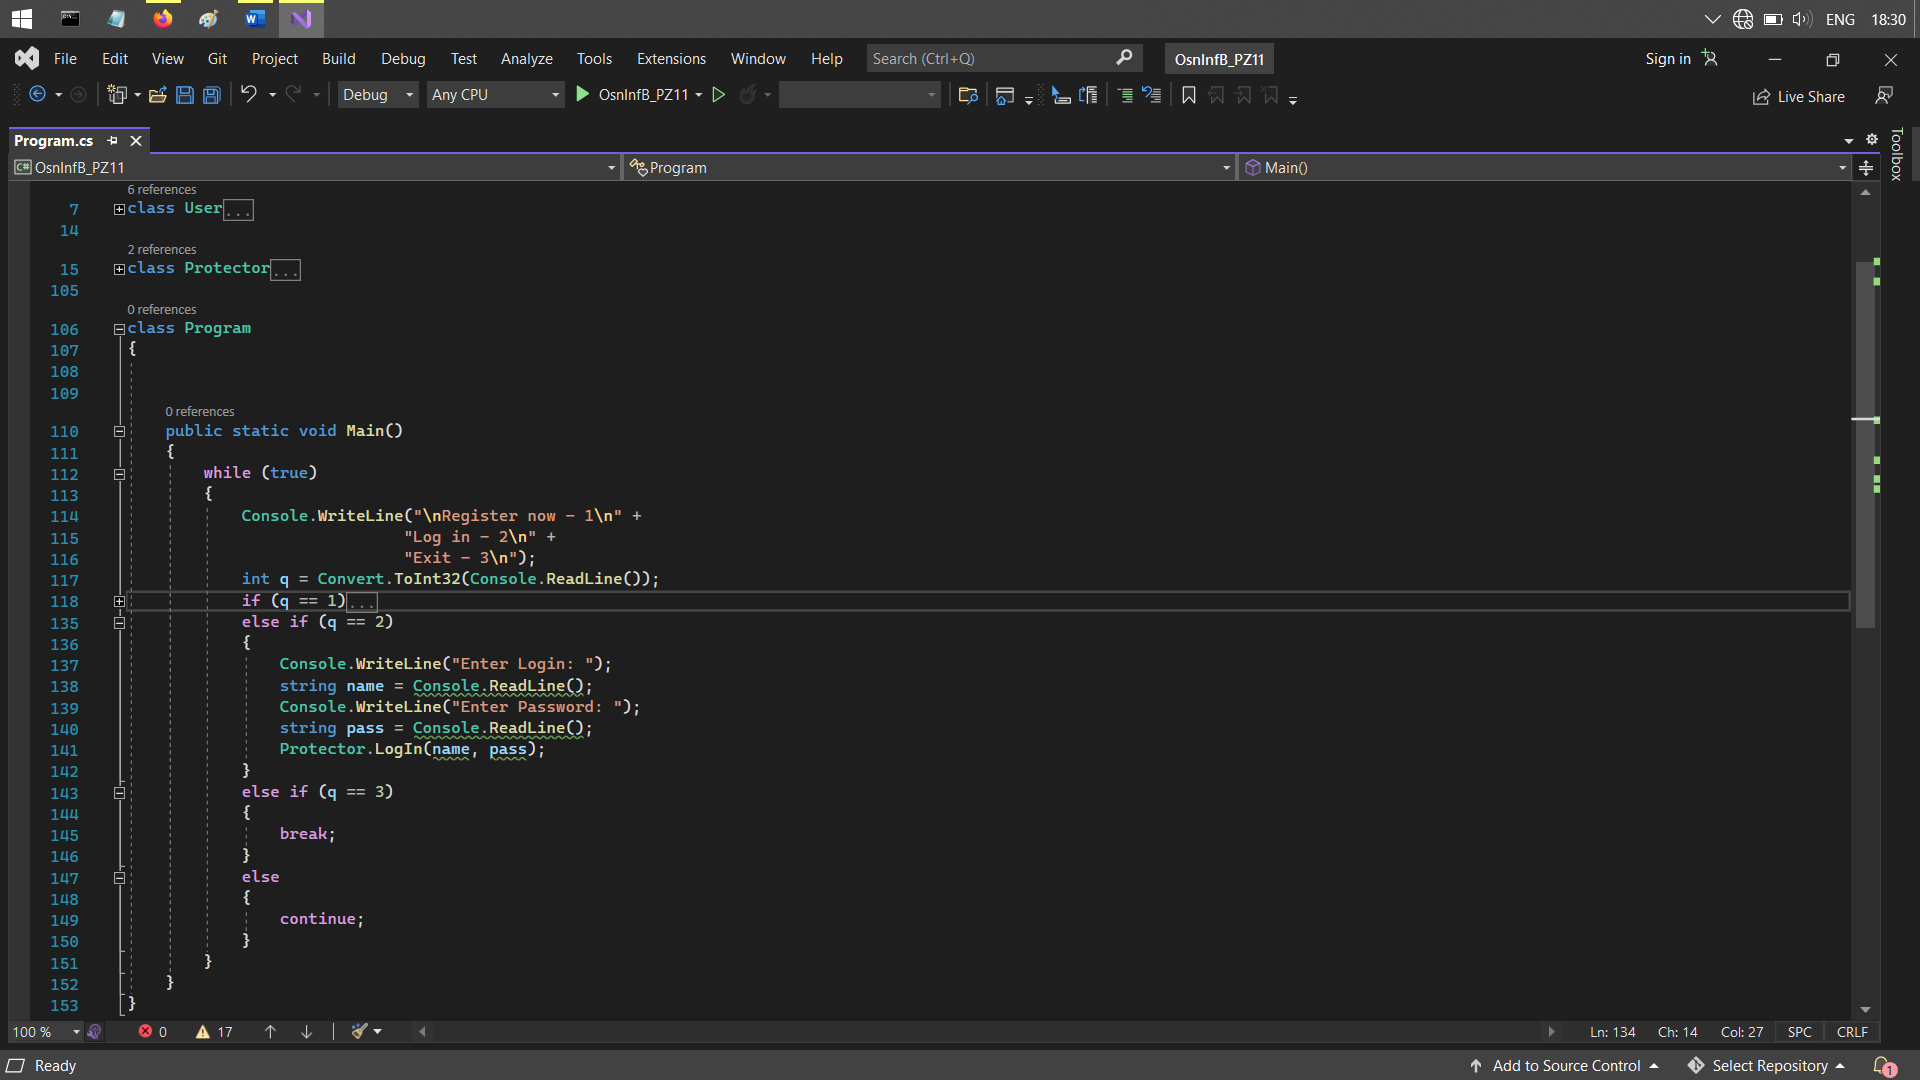 ENG 18:30
File Edit View Git Project Build Debug Test Analyze Tools Extensions Window Help Search (Ctrl+Q) OsnInfB_PZ11 Sign in
Debug Any CPU OsnInfB_PZ11 Live Share
Program.cs
Toolbox
C# OsnInfB_PZ11 Program Main()
6 references
7 class User...
14
2 references
15 class Protector...
105
0 references
106 class Program
107 {
108
109
0 references
110 public static void Main()
111 {
112 while (true)
113 {
114 Console.WriteLine("\nRegister now - 1\n" +
115 "Log in - 2\n" +
116 "Exit - 3\n");
117 int q = Convert.ToInt32(Console.ReadLine());
118 if (q == 1)...
135 else if (q == 2)
136 {
137 Console.WriteLine("Enter Login: ");
138 string name = Console.ReadLine();
139 Console.WriteLine("Enter Password: ");
140 string pass = Console.ReadLine();
141 Protector.LogIn(name, pass);
142 }
143 else if (q == 3)
144 {
145 break;
146 }
147 else
148 {
149 continue;
150 }
151 }
152 }
153 }
100 % 0 17 Ln: 134 Ch: 14 Col: 27 SPC CRLF
Ready Add to Source Control Select Repository 1